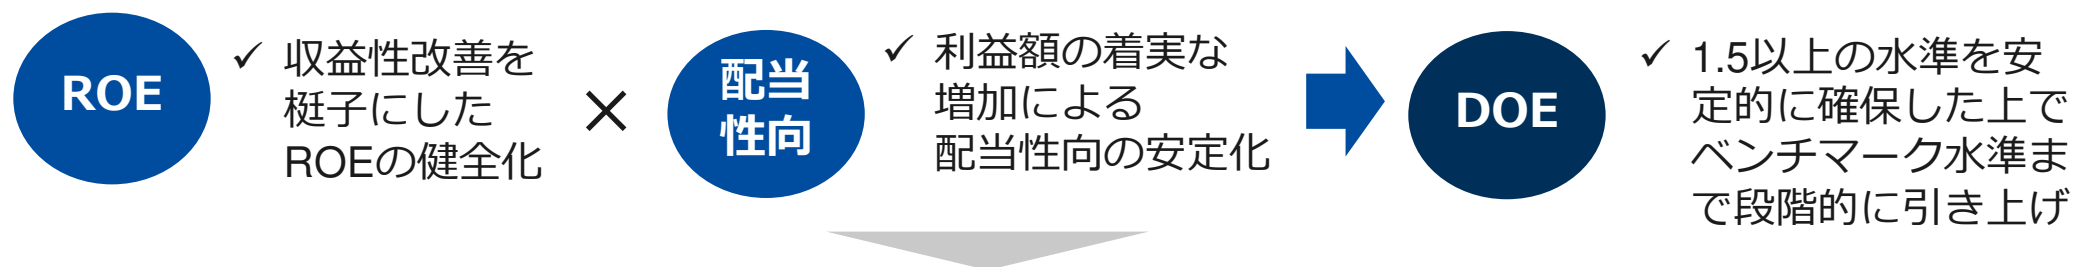 ROE
✓ 収益性改善を
梃子にした
ROEの健全化
×
配当
性向
✓ 利益額の着実な
増加による
配当性向の安定化
DOE
✓ 1.5以上の水準を安
定的に確保した上で
ベンチマーク水準ま
で段階的に引き上げ